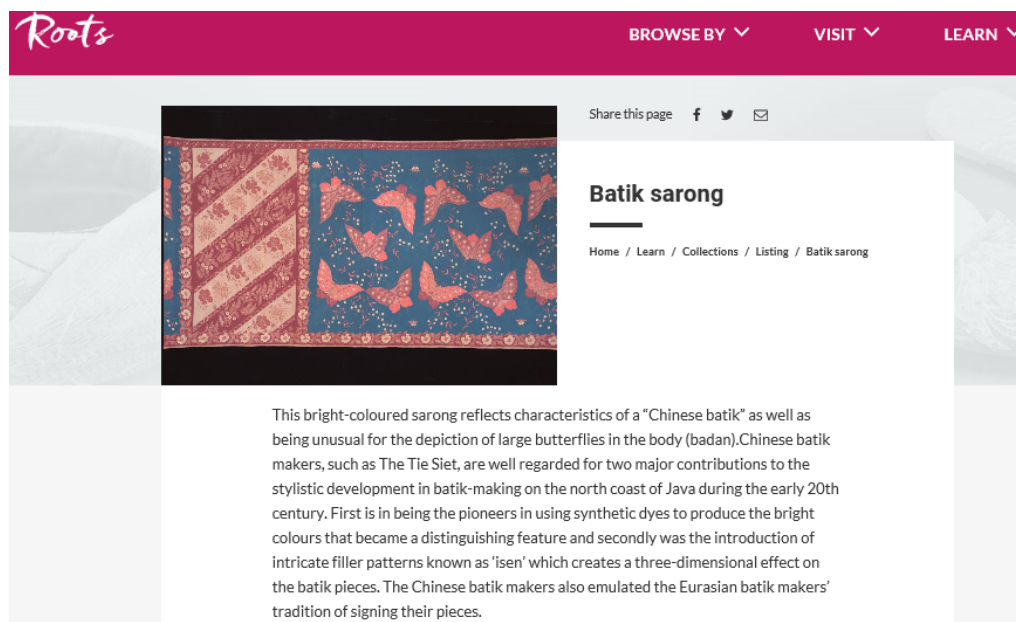 Roots
BROWSE BY
VISIT
LEARN
Share this page
Batik sarong
Home / Learn / Collections / Listing / Batik sarong
This bright-coloured sarong reflects characteristics of a “Chinese batik” as well as
being unusual for the depiction of large butterflies in the body (badan).Chinese batik
makers, such as The Tie Siet, are well regarded for two major contributions to the
stylistic development in batik-making on the north coast of Java during the early 20th
century. First is in being the pioneers in using synthetic dyes to produce the bright
colours that became a distinguishing feature and secondly was the introduction of
intricate filler patterns known as 'isen' which creates a three-dimensional effect on
the batik pieces. The Chinese batik makers also emulated the Eurasian batik makers’
tradition of signing their pieces.